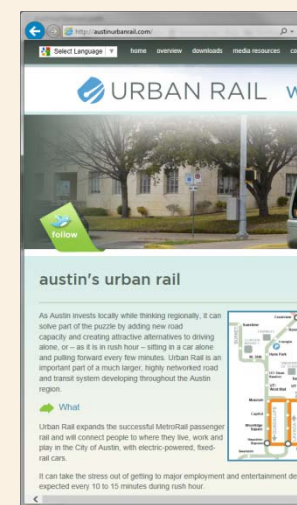 http://austinurbanrail.com/
Select Language
home overview downloads media resources
URBAN RAIL
follow
austin's urban rail
As Austin invests locally while thinking regionally, it can
solve part of the puzzle by adding new road
capacity and creating attractive alternatives to driving
alone, or – as it is in rush hour – sitting in a car alone
and pulling forward every few minutes. Urban Rail is an
important part of a much larger, highly networked road
and transit system developing throughout the Austin
region.
What
Urban Rail expands the successful MetroRail passenger
rail and will connect people to where they live, work and
play in the City of Austin, with electric-powered, fixed-
rail cars.
It can take the stress out of getting to major employment and entertainment de
expected every 10 to 15 minutes during rush hour.